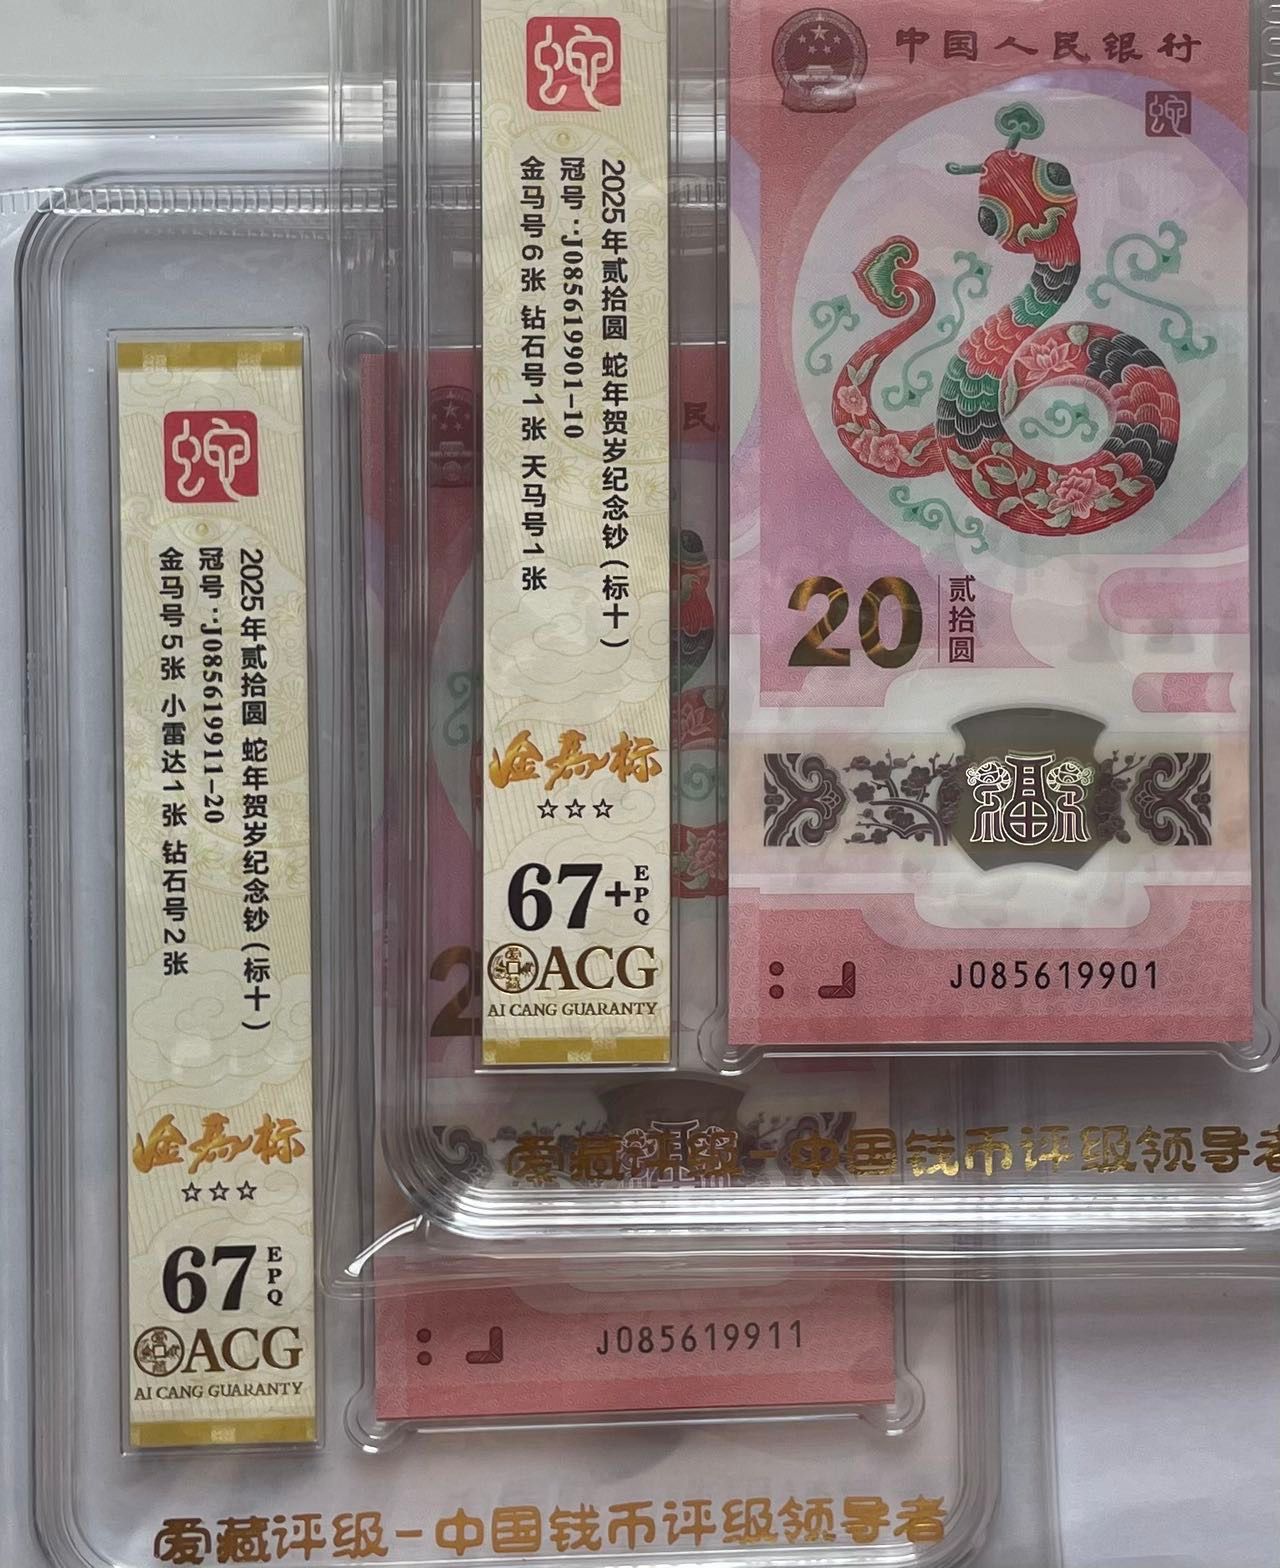 中国人民银行
20
贰拾圆
J085619901
2025年贰拾圆 蛇年贺岁纪念钞(标十)
冠号:J085619901-10
金马号6张 钻石号1张 天马号1张
金马标
☆☆☆
67+
EPQ
ACG
AI CANG GUARANTY
爱藏评级-中国钱币评级领导者
2025年贰拾圆 蛇年贺岁纪念钞(标十)
冠号:J085619911-20
金马号5张 小雷达1张 钻石号2张
金马标
☆☆☆
67
EPQ
ACG
AI CANG GUARANTY
民
2
J085619911
爱藏评级-中国钱币评级领导者